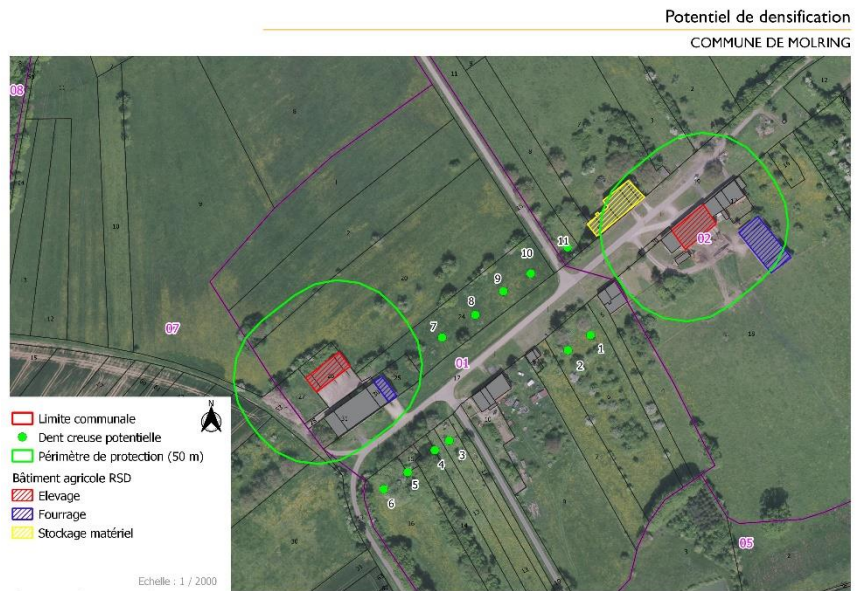 Potentiel de densification
COMMUNE DE MOLRING
08
07
01
02
05
11
10
9
8
7
1
2
3
4
5
6
N
Limite communale
Dent creuse potentielle
Périmètre de protection (50 m)
Bâtiment agricole RSD
Elevage
Fourrage
Stockage matériel
Echelle : 1 / 2000